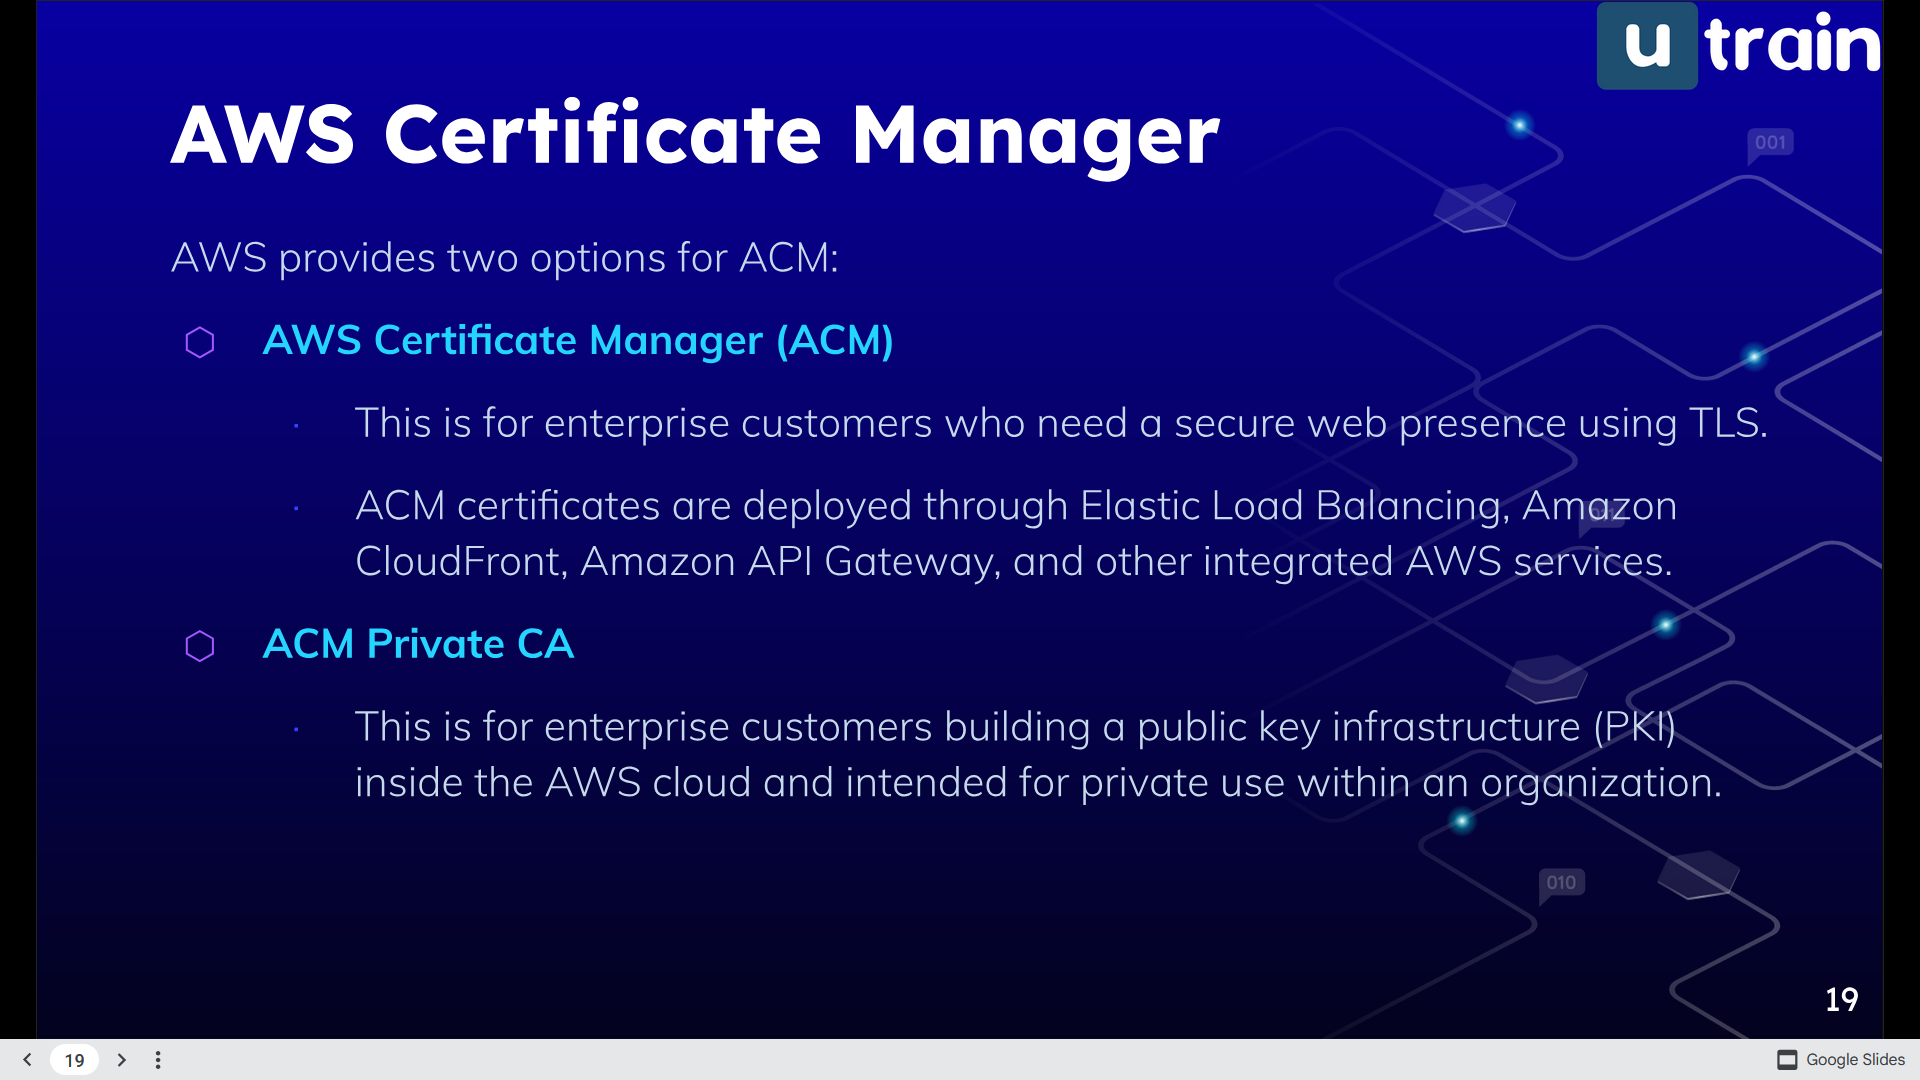 u train
AWS Certificate Manager
001
AWS provides two options for ACM:
AWS Certificate Manager (ACM)
This is for enterprise customers who need a secure web presence using TLS.
ACM certificates are deployed through Elastic Load Balancing, Amazon
CloudFront, Amazon API Gateway, and other integrated AWS services.
ACM Private CA
This is for enterprise customers building a public key infrastructure (PKI)
inside the AWS cloud and intended for private use within an organization.
010
19
19
Google Slides